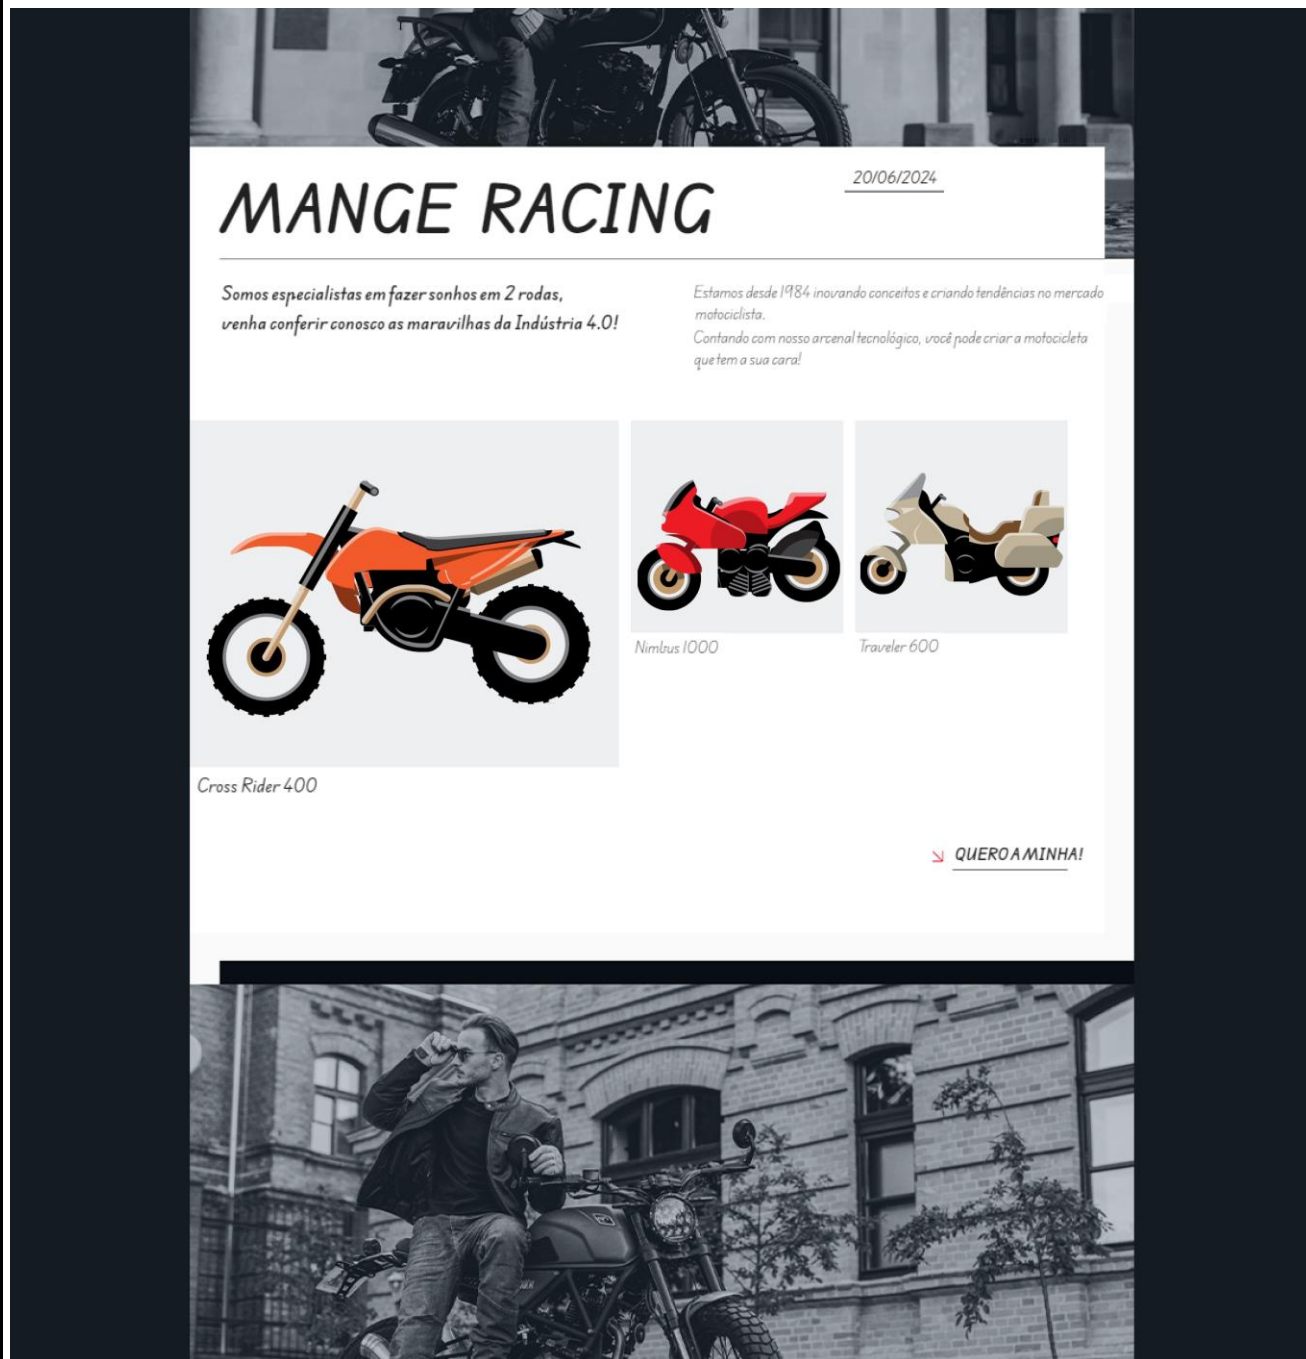 MANGE RACING
20/06/2024
Somos especialistas em fazer sonhos em 2 rodas,
venha conferir conosco as maravilhas da Indústria 4.0!
Estamos desde 1984 inovando conceitos e criando tendências no mercado
motociclista.
Contando com nosso arcenal tecnológico, você pode criar a motocicleta
que tem a sua cara!
Nimbus 1000
Traveler 600
Cross Rider 400
QUERO A MINHA!